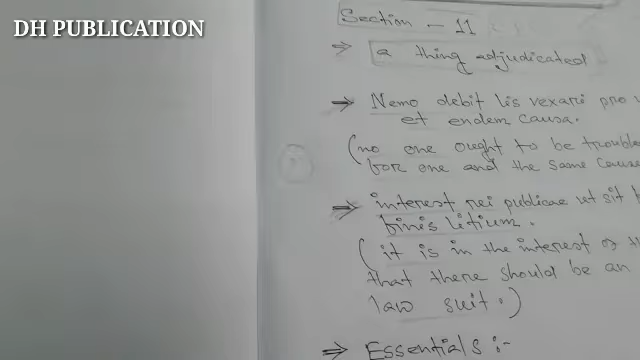 DH PUBLICATION
Section - 11
⇒ a thing adjudicated
⇒ Nemo debit lis vexari pro
et endem causa.
(no one ought to be trouble
for one and the same cause
⇒ interest rei publicae ut sit
finis litium.
(it is in the interest of
that there should be an
law suit.)
⇒ Essentials :-